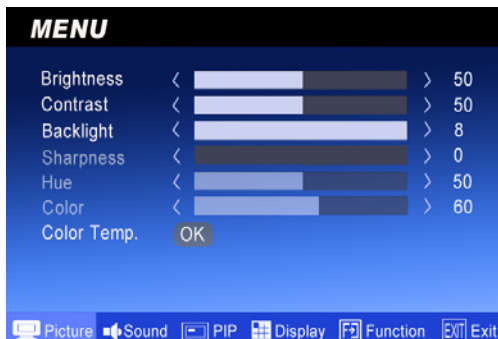 MENU
Brightness 50
Contrast 50
Backlight 8
Sharpness 0
Hue 50
Color 60
Color Temp. OK
Picture Sound PIP Display Function EXIT Exit